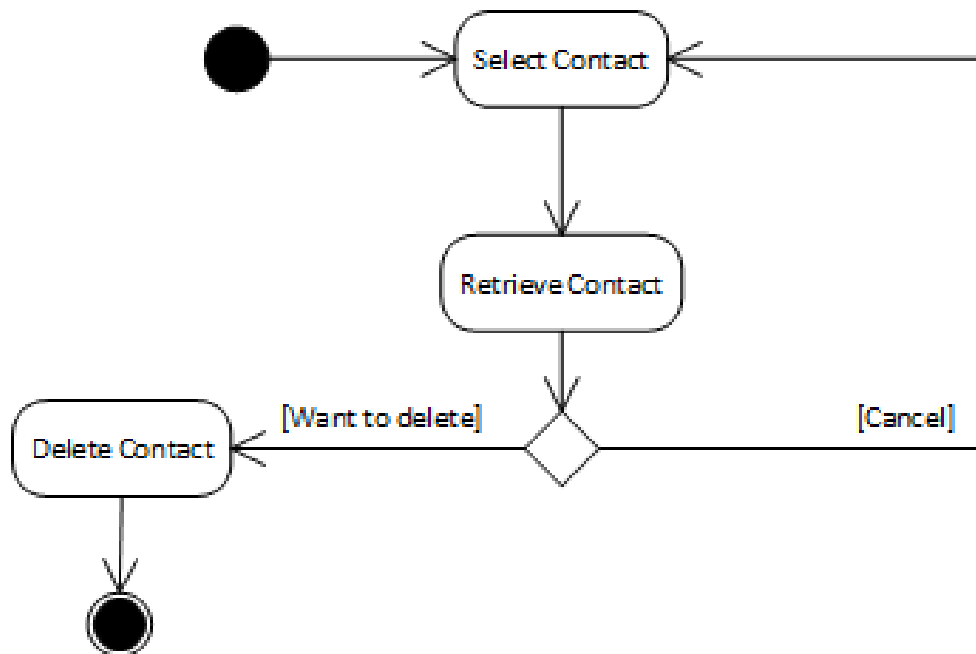 Select Contact
Retrieve Contact
[Want to delete]
[Cancel]
Delete Contact